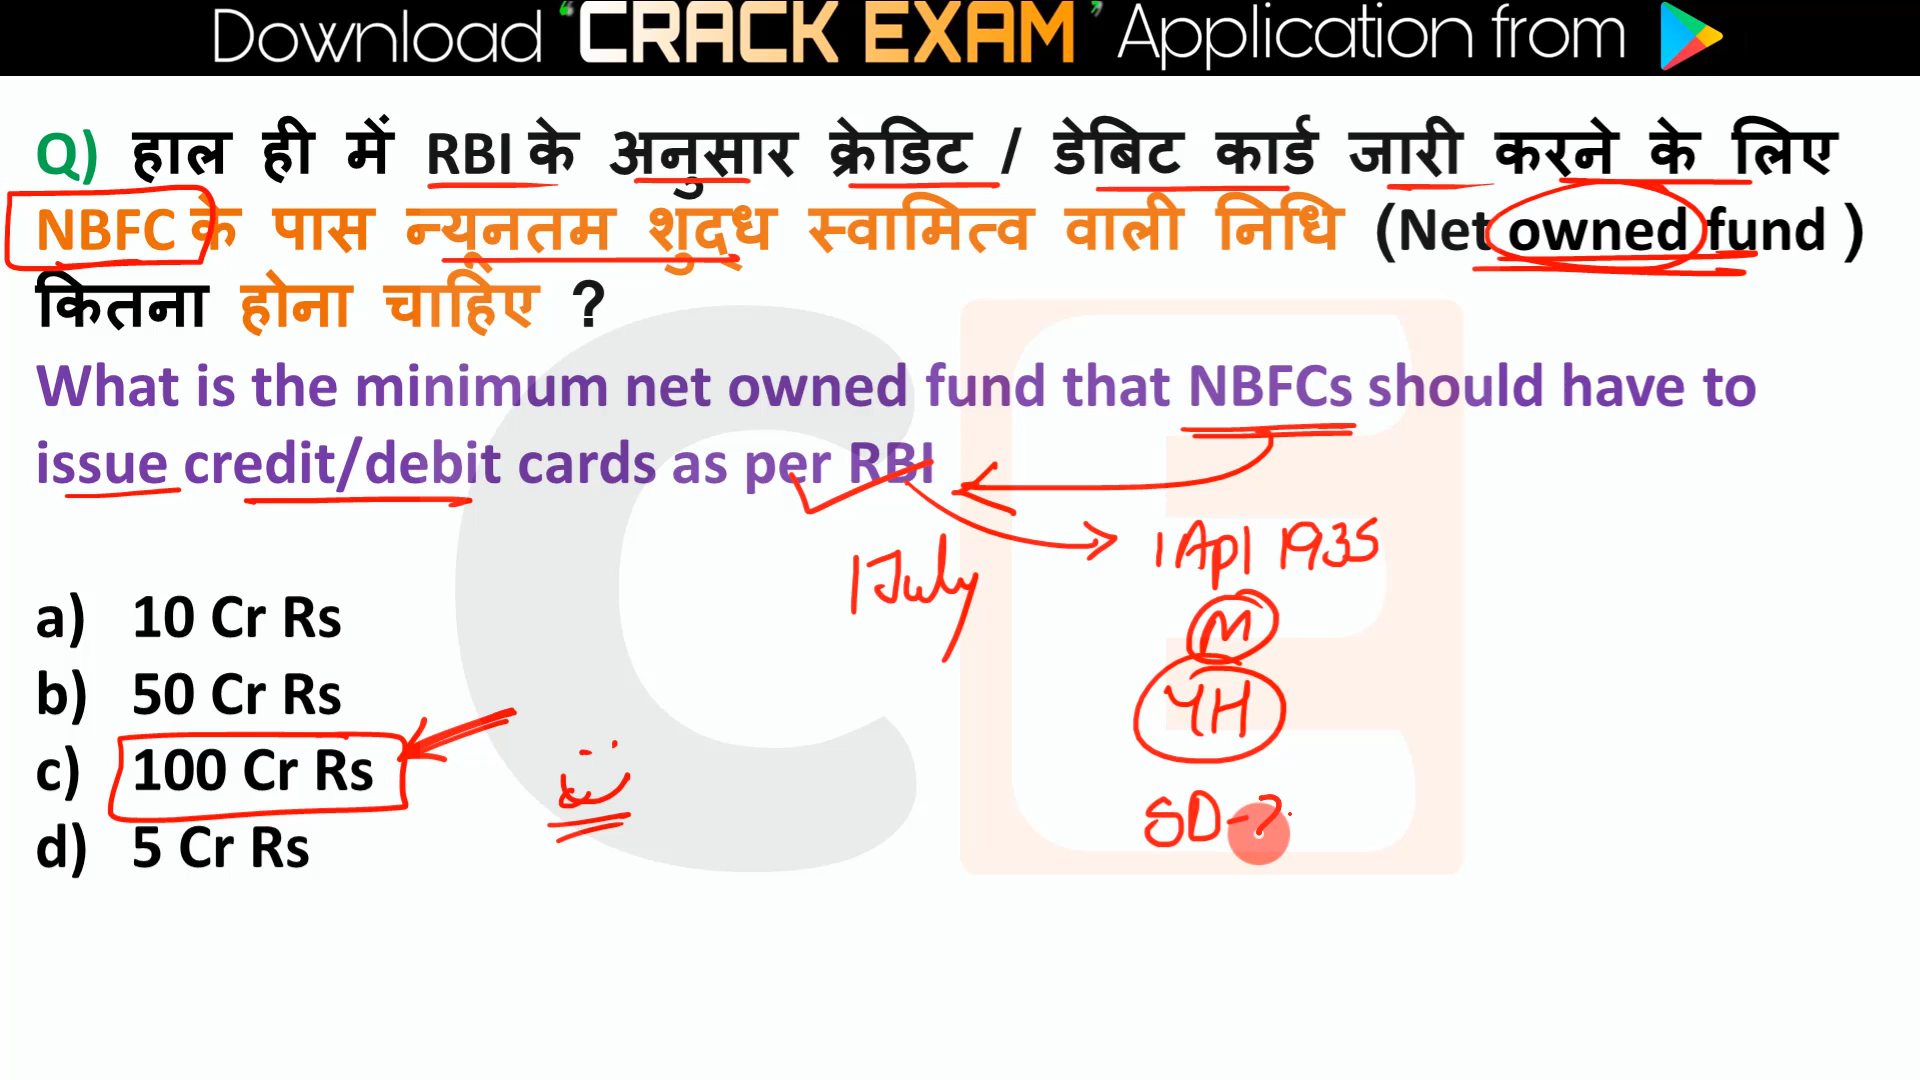 Download ‘CRACK EXAM’ Application from
Q) हाल ही में RBI के अनुसार क्रेडिट / डेबिट कार्ड जारी करने के लिए
NBFC के पास न्यूनतम शुद्ध स्वामित्व वाली निधि (Net owned fund )
कितना होना चाहिए ?
What is the minimum net owned fund that NBFCs should have to
issue credit/debit cards as per RBI
1 Apl 1935
1 July
a) 10 Cr Rs
M
b) 50 Cr Rs
YH
c) 100 Cr Rs
SD-?
d) 5 Cr Rs
CE